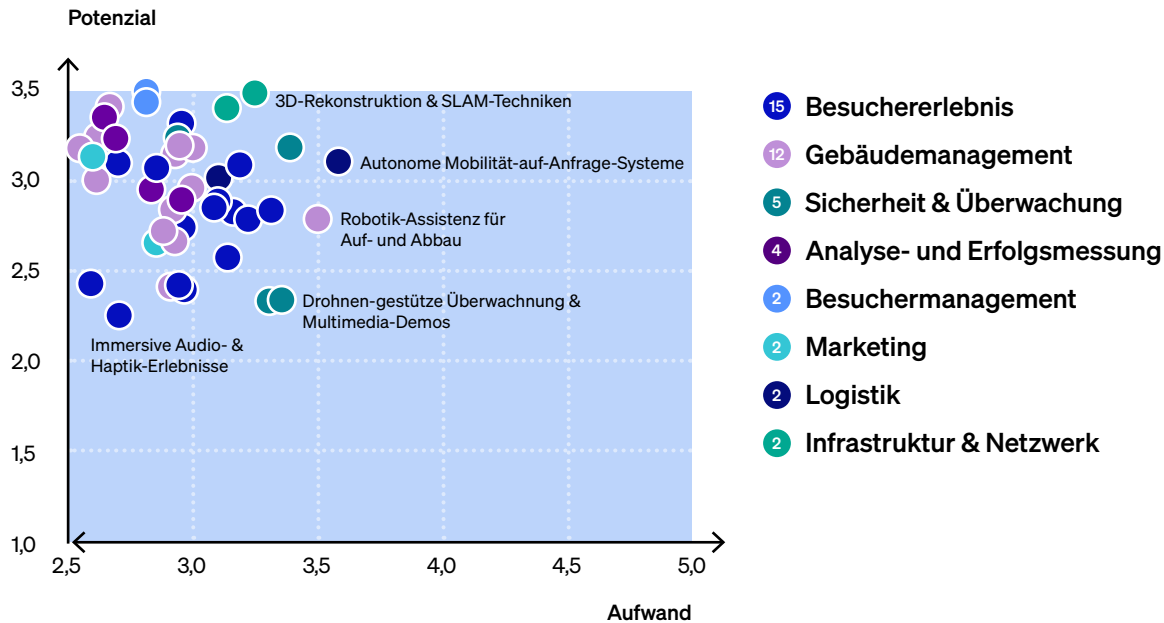 Potenzial
3,5
3D-Rekonstruktion & SLAM-Techniken
Autonome Mobilität-auf-Anfrage-Systeme
3,0
Robotik-Assistenz für
Auf- und Abbau
2,5
Drohnen-gestütze Überwachnung &
Multimedia-Demos
Immersive Audio- &
Haptik-Erlebnisse
2,0
1,5
1,0
2,5 3,0 3,5 4,0 4,5 5,0
Aufwand
15 Besuchererlebnis
12 Gebäudemanagement
5 Sicherheit & Überwachung
4 Analyse- und Erfolgsmessung
2 Besuchermanagement
2 Marketing
2 Logistik
2 Infrastruktur & Netzwerk